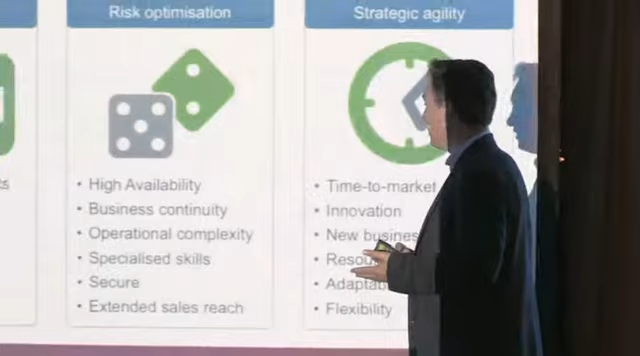 Risk optimisation
High Availability
Business continuity
Operational complexity
Specialised skills
Secure
Extended sales reach
Strategic agility
Time-to-market
Innovation
New
Flexibility